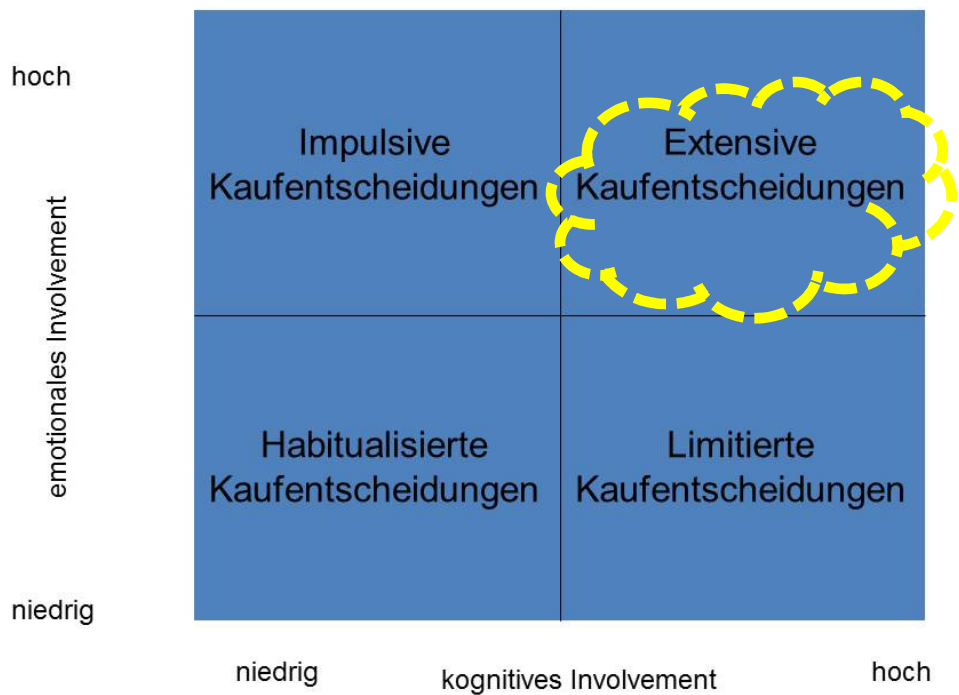 hoch
Impulsive
Kaufentscheidungen
Extensive
Kaufentscheidungen
emotionales Involvement
Habitualisierte
Kaufentscheidungen
Limitierte
Kaufentscheidungen
niedrig
niedrig
kognitives Involvement
hoch